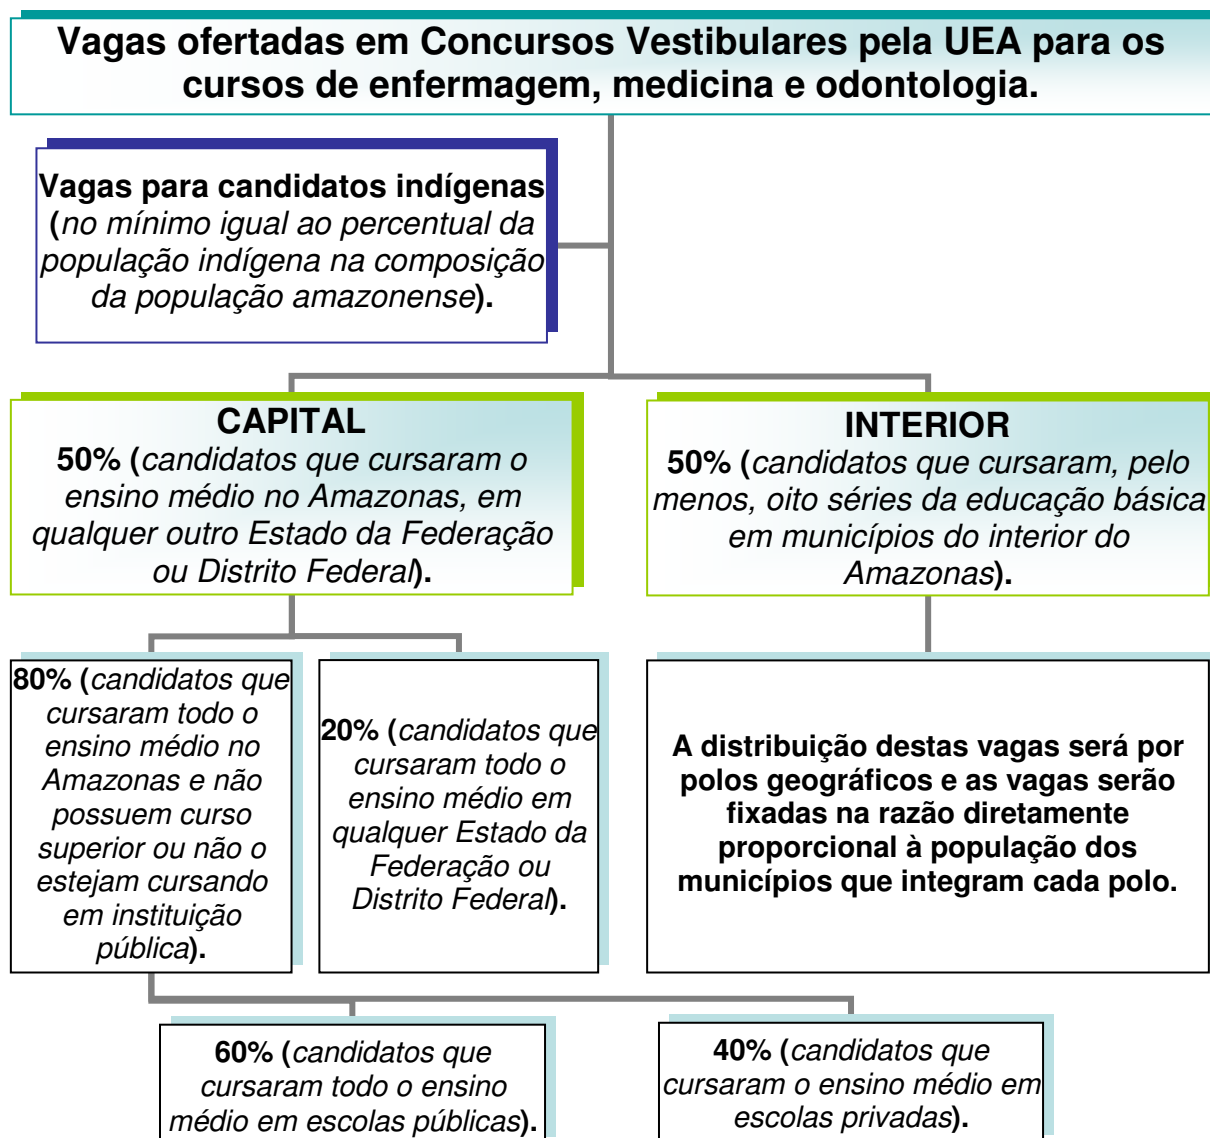 Vagas ofertadas em Concursos Vestibulares pela UEA para os
cursos de enfermagem, medicina e odontologia.
Vagas para candidatos indígenas
(no mínimo igual ao percentual da
população indígena na composição
da população amazonense).
CAPITAL
50% (candidatos que cursaram o
ensino médio no Amazonas, em
qualquer outro Estado da Federação
ou Distrito Federal).
INTERIOR
50% (candidatos que cursaram, pelo
menos, oito séries da educação básica
em municípios do interior do
Amazonas).
80% (candidatos que
cursaram todo o
ensino médio no
Amazonas e não
possuem curso
superior ou não o
estejam cursando
em instituição
pública).
20% (candidatos que
cursaram todo o
ensino médio em
qualquer Estado da
Federação ou
Distrito Federal).
A distribuição destas vagas será por
polos geográficos e as vagas serão
fixadas na razão diretamente
proporcional à população dos
municípios que integram cada polo.
60% (candidatos que
cursaram todo o ensino
médio em escolas públicas).
40% (candidatos que
cursaram o ensino médio em
escolas privadas).